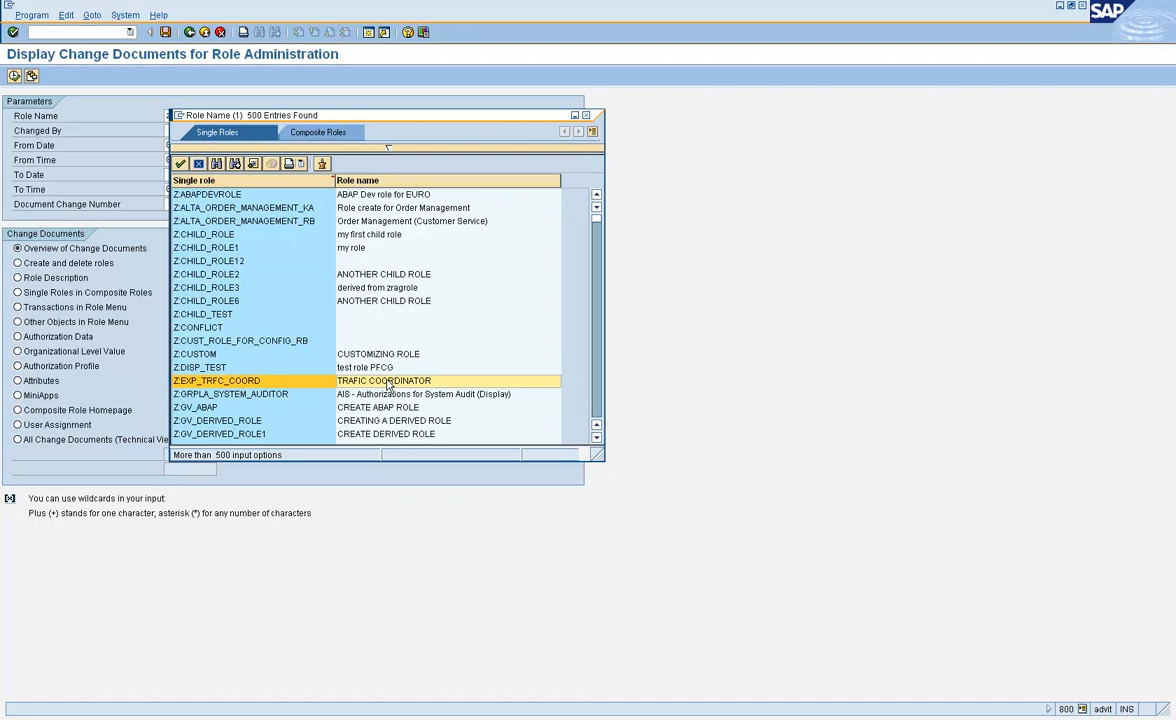 Program Edit Goto System Help
SAP
Display Change Documents for Role Administration
Parameters
Role Name
Changed By
From Date
From Time
To Date
To Time
Document Change Number
Change Documents
Overview of Change Documents
Create and delete roles
Role Description
Single Roles in Composite Roles
Transactions in Role Menu
Other Objects in Role Menu
Authorization Data
Organizational Level Value
Authorization Profile
Attributes
MiniApps
Composite Role Homepage
User Assignment
All Change Documents (Technical Vie
Role Name (1) 500 Entries Found
Single Roles Composite Roles
Single role Role name
Z:ABAPDEVROLE ABAP Dev role for EURO
Z:ALTA_ORDER_MANAGEMENT_KA Role create for Order Management
Z:ALTA_ORDER_MANAGEMENT_RB Order Management (Customer Service)
Z:CHILD_ROLE my first child role
Z:CHILD_ROLE1 my role
Z:CHILD_ROLE12
Z:CHILD_ROLE2 ANOTHER CHILD ROLE
Z:CHILD_ROLE3 derived from zragrole
Z:CHILD_ROLE6 ANOTHER CHILD ROLE
Z:CHILD_TEST
Z:CONFLICT
Z:CUST_ROLE_FOR_CONFIG_RB
Z:CUSTOM CUSTOMIZING ROLE
Z:DISP_TEST test role PFCG
Z:EXP_TRFC_COORD TRAFIC COORDINATOR
Z:GRPLA_SYSTEM_AUDITOR AIS - Authorizations for System Audit (Display)
Z:GV_ABAP CREATE ABAP ROLE
Z:GV_DERIVED_ROLE CREATING A DERIVED ROLE
Z:GV_DERIVED_ROLE1 CREATE DERIVED ROLE
More than 500 input options
You can use wildcards in your input:
Plus (+) stands for one character; asterisk (*) for any number of characters
800 advit INS